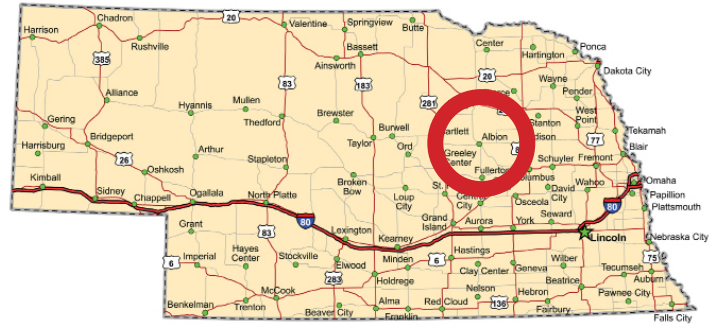 20
Valentine
Springview
Butte
Harrison
Chadron
Rushville
Bassett
Center
Hartington
Ponca
Dakota City
Ainsworth
385
83
183
20
281
Wayne
Pender
Alliance
Hyannis
Mullen
Thedford
Brewster
Taylor
Burwell
Ord
Albion
Stanton
West
Point
77
Tekamah
Blair
Gering
Harrisburg
Bridgeport
26
Oshkosh
Arthur
Stapleton
Broken
Bow
Loup
City
Greeley
Center
Fullerton
St.
Schuyler
Fremont
David
City
Wahoo
Omaha
Papillion
Plattsmouth
Kimball
Sidney
Chappell
Ogallala
North Platte
80
Lexington
Kearney
Grand
Island
Aurora
York
Osceola
Seward
80
Lincoln
Nebraska City
Grant
83
Hayes
Center
Stockville
Elwood
Minden
Hastings
6
Clay Center
Geneva
Wilber
Tecumseh
75
Auburn
6
Imperial
283
Holdrege
Nelson
Hebron
Beatrice
Pawnee City
Benkelman
Trenton
McCook
Beaver City
Alma
Franklin
Red Cloud
136
Fairbury
Falls City